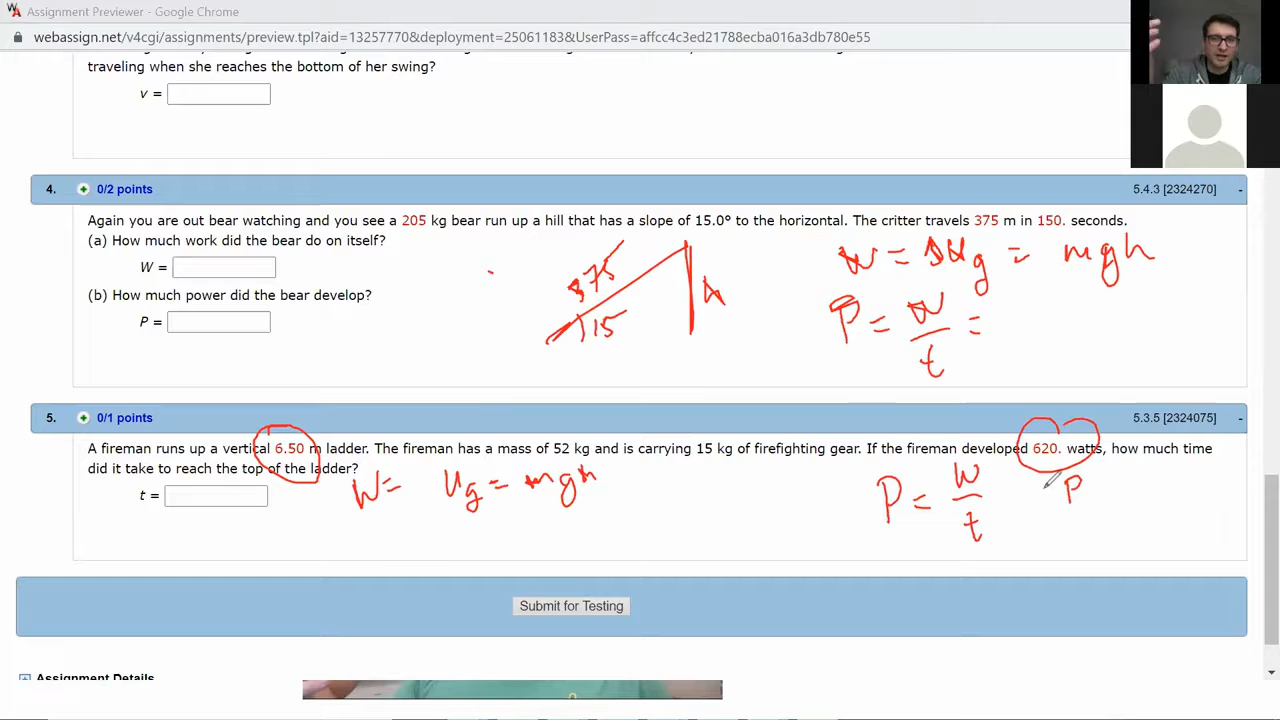 Assignment Previewer - Google Chrome
webassign.net/v4cgi/assignments/preview.tpl?aid=13257770&deployment=25061183&UserPass=affcc4c3ed21788ecba016a3db780e55
traveling when she reaches the bottom of her swing?
v =
4. 0/2 points 5.4.3 [2324270] -
Again you are out bear watching and you see a 205 kg bear run up a hill that has a slope of 15.0° to the horizontal. The critter travels 375 m in 150. seconds.
(a) How much work did the bear do on itself?
W =
(b) How much power did the bear develop?
P =
375
15
h
W = ΔUg = mgh
P = W/t =
5. 0/1 points 5.3.5 [2324075] -
A fireman runs up a vertical 6.50 m ladder. The fireman has a mass of 52 kg and is carrying 15 kg of firefighting gear. If the fireman developed 620. watts, how much time
did it take to reach the top of the ladder?
t =
W = Ug = mgh
P = W/t
P
Submit for Testing
Assignment Details